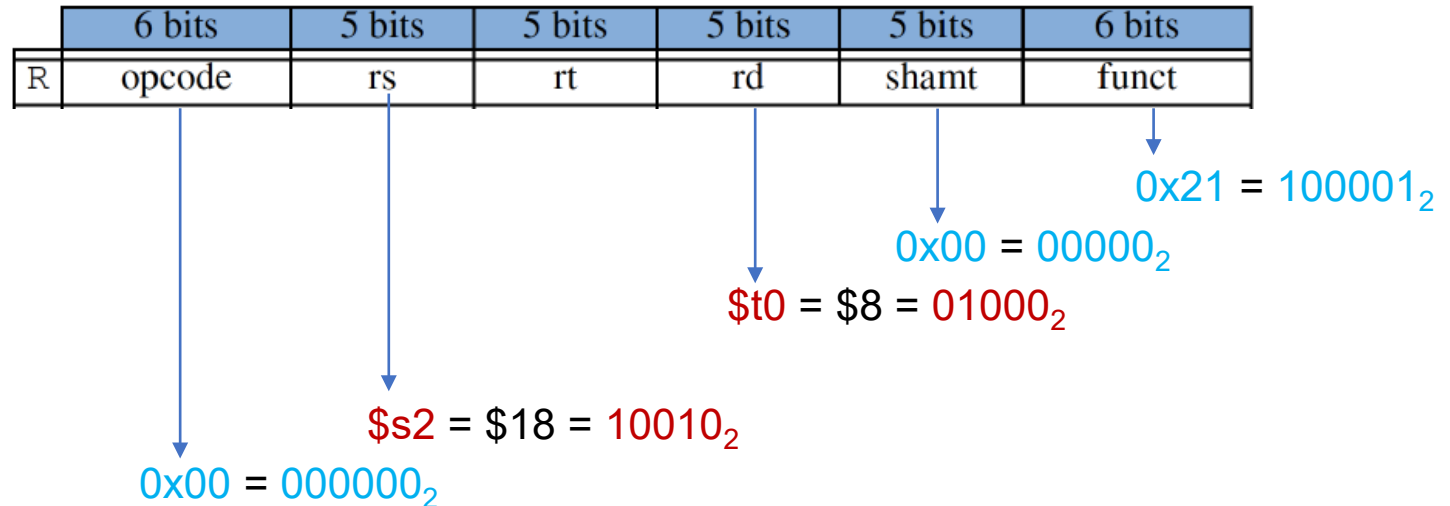 6 bits 5 bits 5 bits 5 bits 5 bits 6 bits
R opcode rs rt rd shamt funct
0x21 = 100001₂
0x00 = 00000₂
$t0 = $8 = 01000₂
$s2 = $18 = 10010₂
0x00 = 000000₂